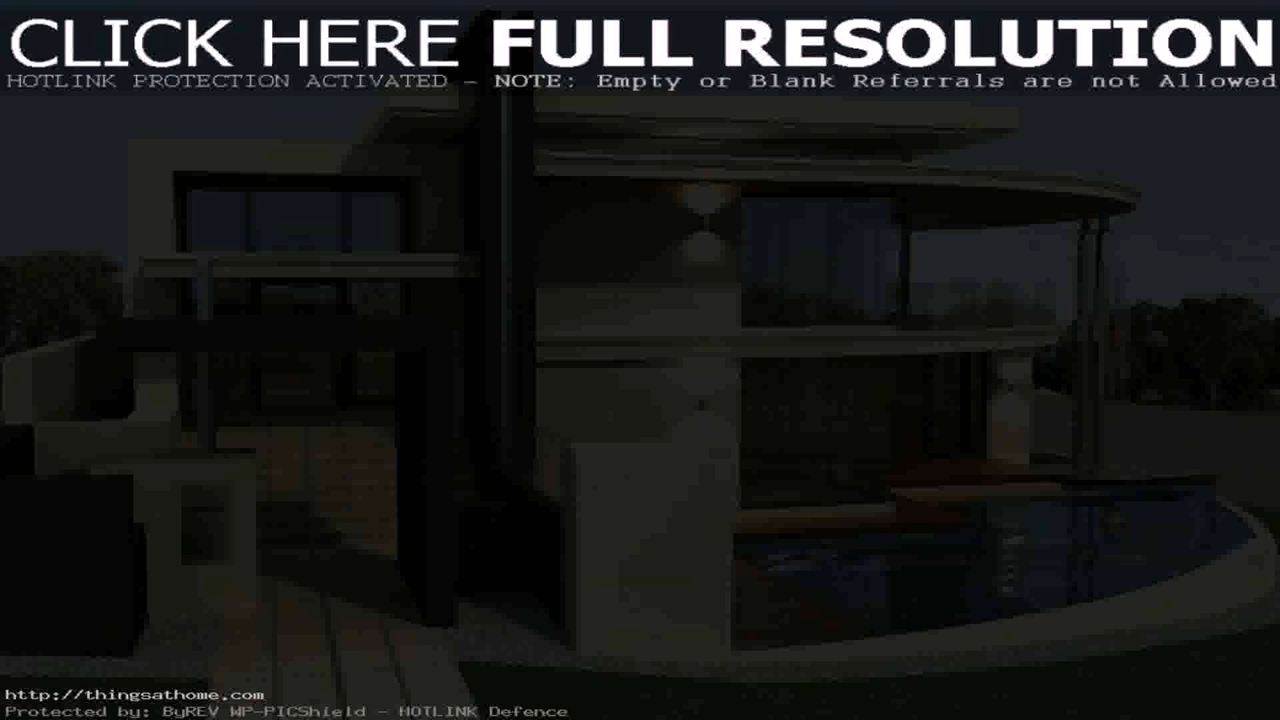 CLICK HERE FULL RESOLUTION
HOTLINK PROTECTION ACTIVATED - NOTE: Empty or Blank Referrals are not Allowed
http://thingsathome.com
Protected by: ByREV WP-PICShield - HOTLINK Defence